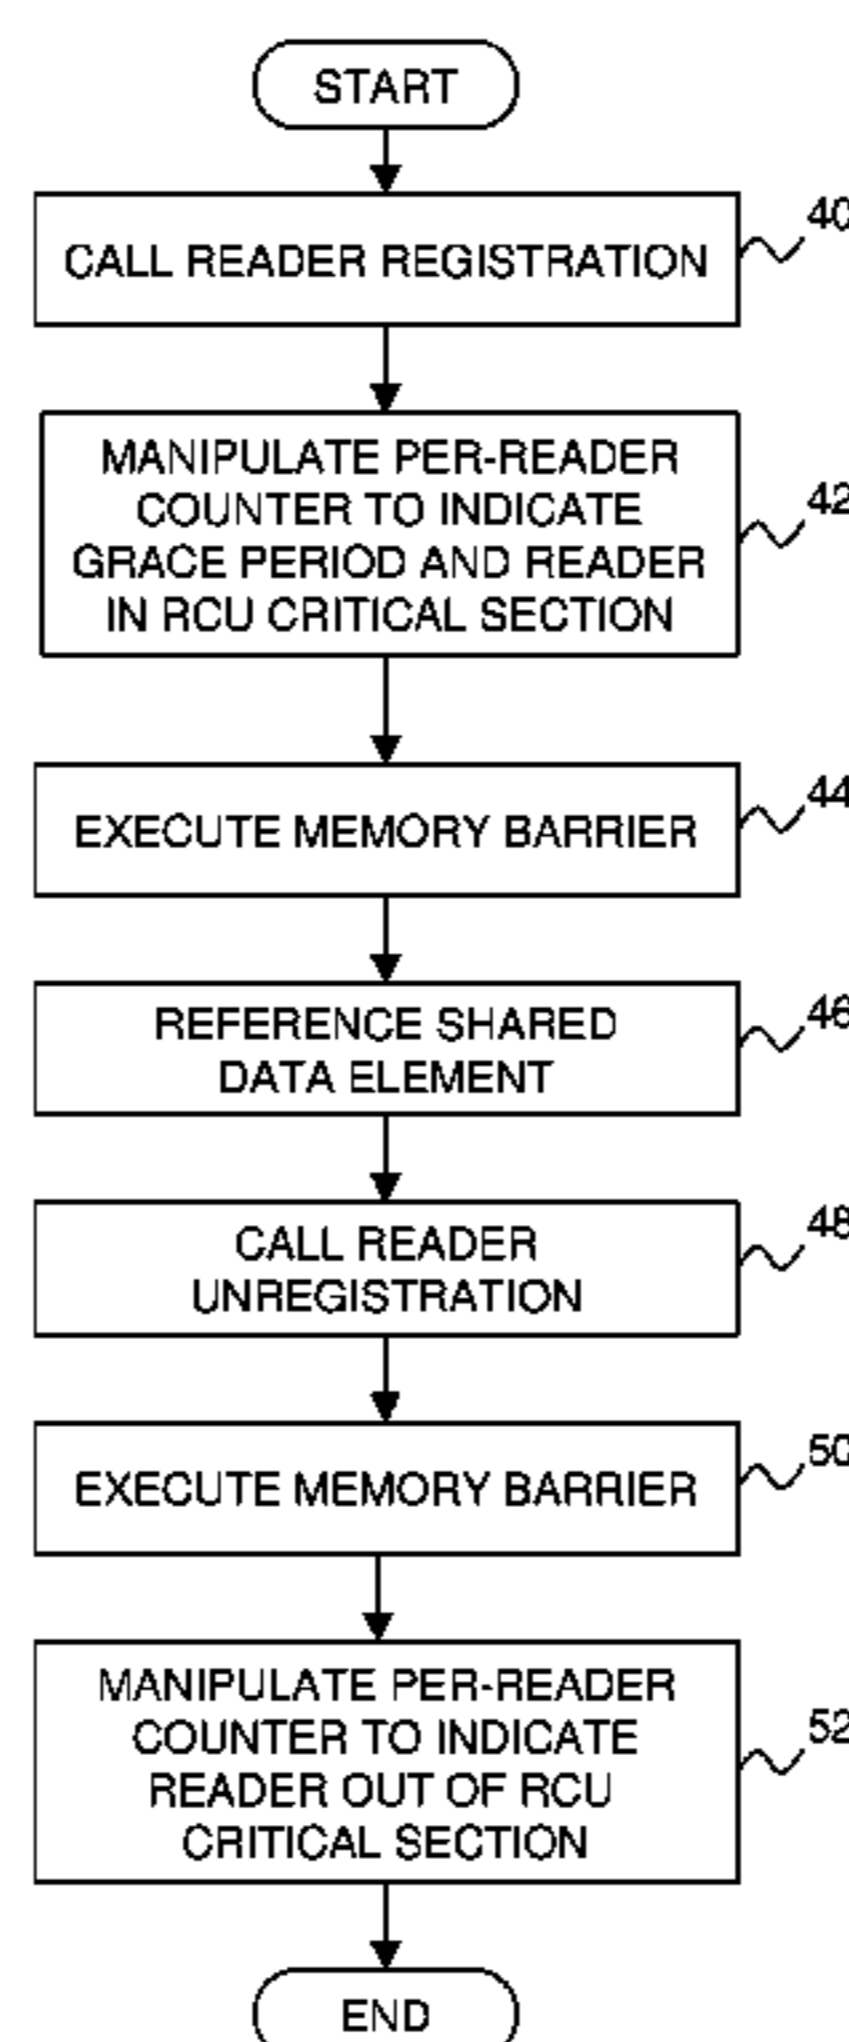 START
CALL READER REGISTRATION
40
MANIPULATE PER-READER
COUNTER TO INDICATE
GRACE PERIOD AND READER
IN RCU CRITICAL SECTION
42
EXECUTE MEMORY BARRIER
44
REFERENCE SHARED
DATA ELEMENT
46
CALL READER
UNREGISTRATION
48
EXECUTE MEMORY BARRIER
50
MANIPULATE PER-READER
COUNTER TO INDICATE
READER OUT OF RCU
CRITICAL SECTION
52
END